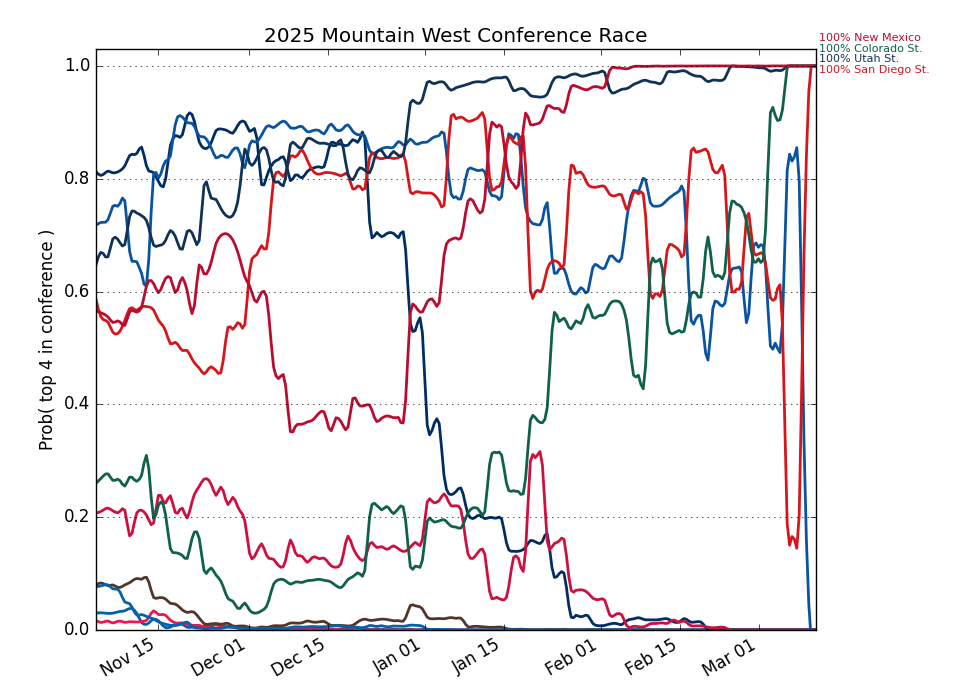 2025 Mountain West Conference Race
100% New Mexico
100% Colorado St.
100% Utah St.
100% San Diego St.
Prob( top 4 in conference )
1.0
0.8
0.6
0.4
0.2
0.0
Nov 15
Dec 01
Dec 15
Jan 01
Jan 15
Feb 01
Feb 15
Mar 01